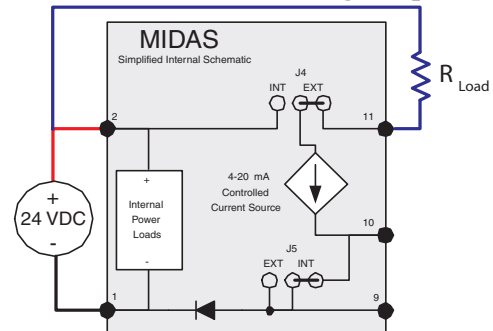 MIDAS
Simplified Internal Schematic
J4
INT EXT
2
11
R Load
4-20 mA
Controlled
Current Source
+
Internal
Power
Loads
-
+
24 VDC
-
10
J5
EXT INT
1
9